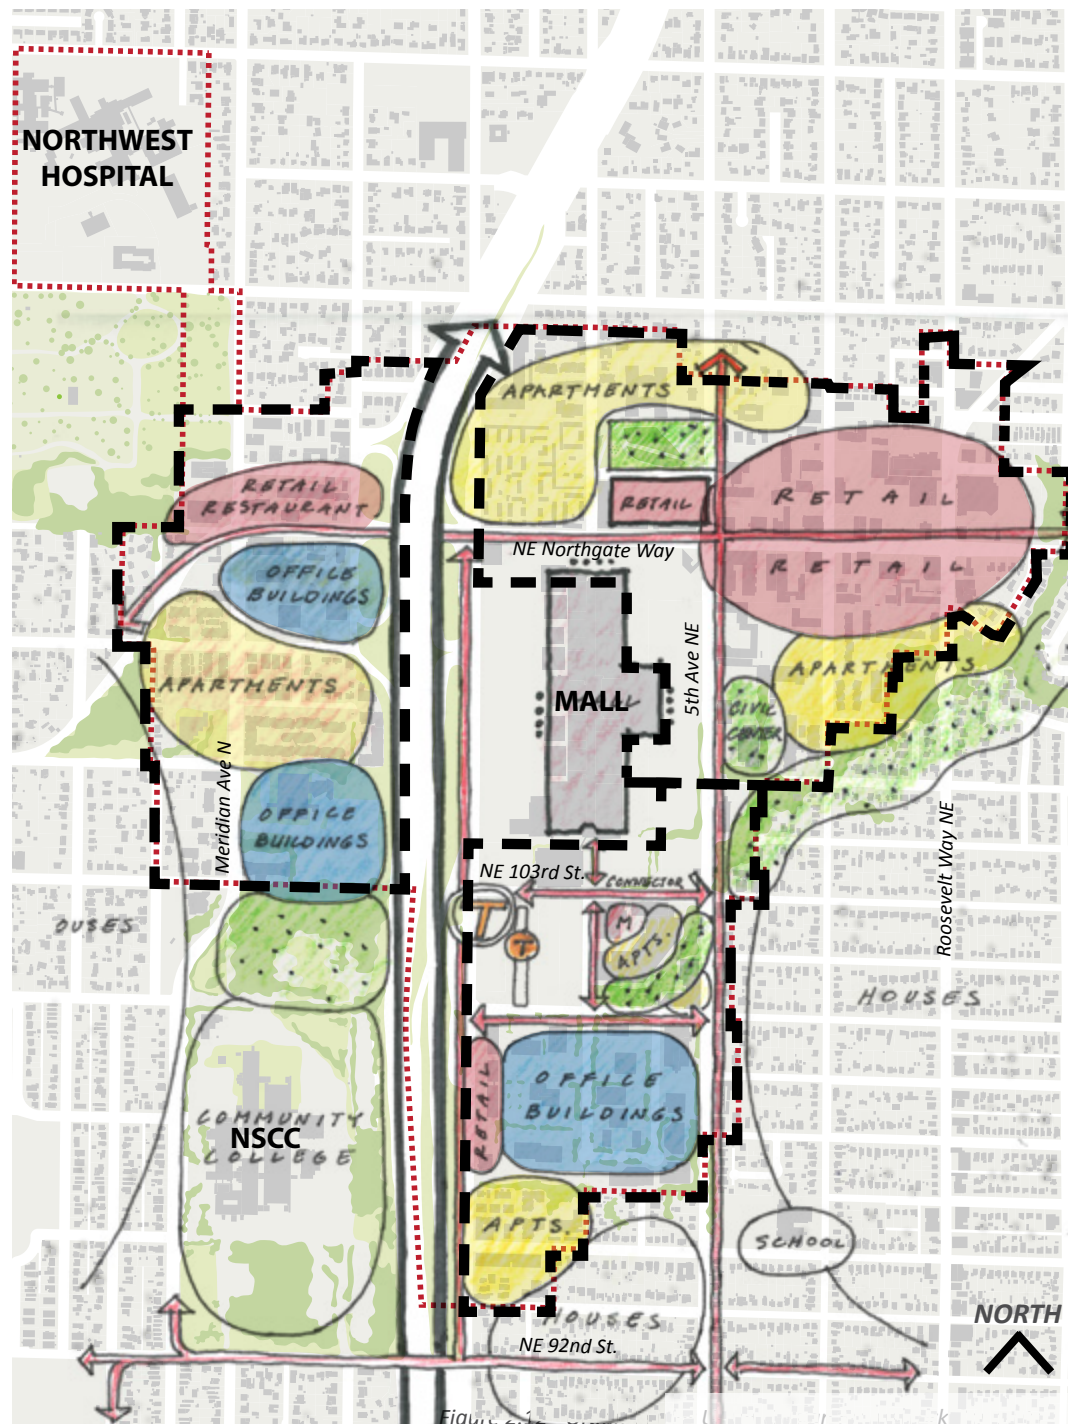 NORTHWEST
HOSPITAL
APARTMENTS
RETAIL
RESTAURANT
RETAIL
RETAIL
NE Northgate Way
OFFICE
BUILDINGS
RETAIL
5th Ave NE
APARTMENTS
APARTMENTS
MALL
CIVIC
CENTER
Meridian Ave N
OFFICE
BUILDINGS
Roosevelt Way NE
NE 103rd St.
CONNECTOR
T
M
APTS.
T
OUSES
HOUSES
OFFICE
BUILDINGS
RETAIL
COMMUNITY
NSCC
COLLEGE
APTS.
SCHOOL
HOUSES
NORTH
NE 92nd St.
Figure